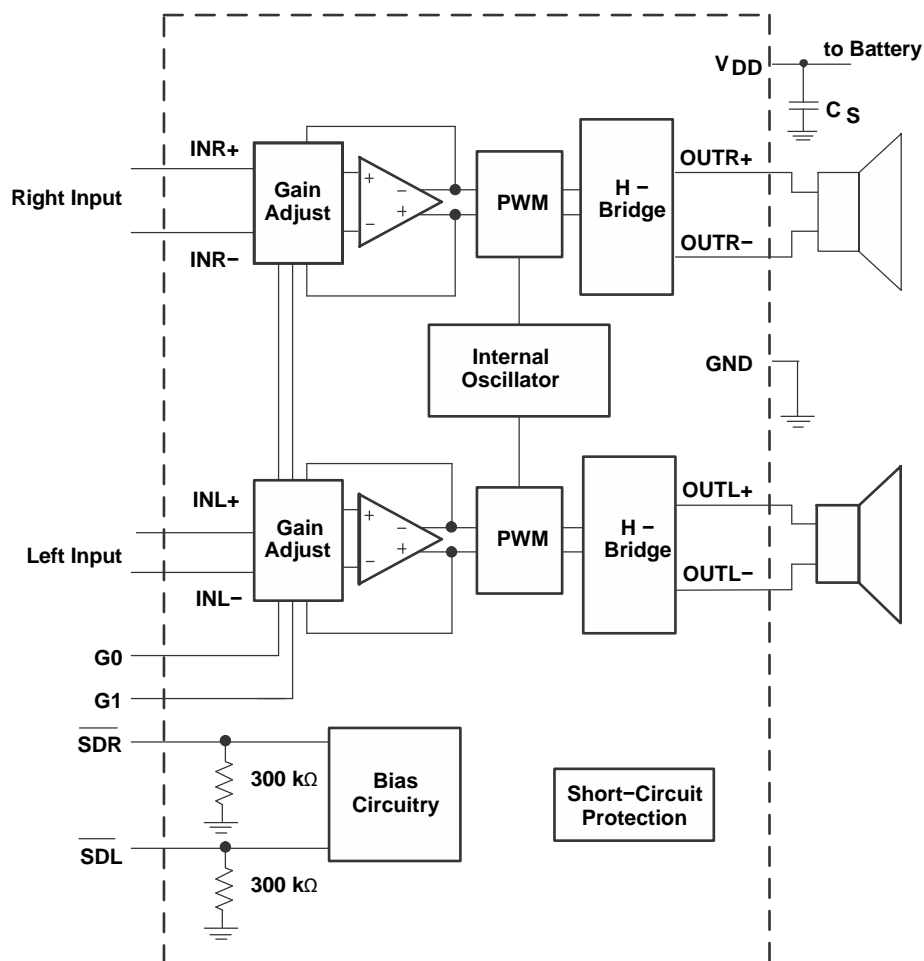 to Battery
VDD
CS
INR+
OUTR+
Right Input
Gain
Adjust
+
−
−
+
PWM
H −
Bridge
INR−
OUTR−
Internal
Oscillator
GND
INL+
OUTL+
Left Input
Gain
Adjust
+
−
−
+
PWM
H −
Bridge
INL−
OUTL−
G0
G1
SDR
300 kΩ
Bias
Circuitry
Short−Circuit
Protection
SDL
300 kΩ